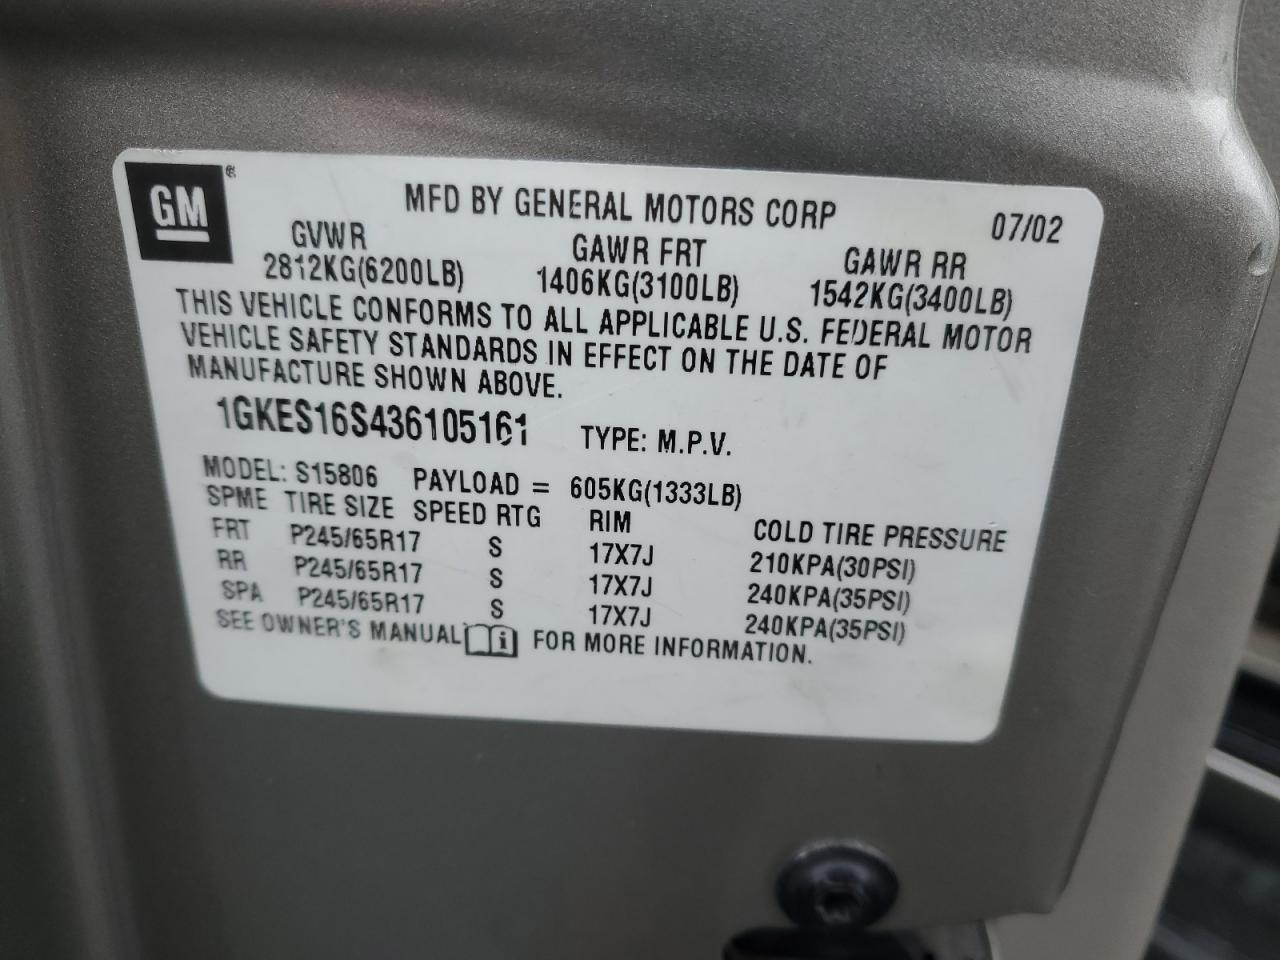 GM ®
MFD BY GENERAL MOTORS CORP 07/02
GVWR GAWR FRT GAWR RR
2812KG(6200LB) 1406KG(3100LB) 1542KG(3400LB)
THIS VEHICLE CONFORMS TO ALL APPLICABLE U.S. FEDERAL MOTOR
VEHICLE SAFETY STANDARDS IN EFFECT ON THE DATE OF
MANUFACTURE SHOWN ABOVE.
1GKES16S436105161 TYPE: M.P.V.
MODEL: S15806 PAYLOAD = 605KG(1333LB)
SPME TIRE SIZE SPEED RTG RIM COLD TIRE PRESSURE
FRT P245/65R17 S 17X7J 210KPA(30PSI)
RR P245/65R17 S 17X7J 240KPA(35PSI)
SPA P245/65R17 S 17X7J 240KPA(35PSI)
SEE OWNER'S MANUAL i FOR MORE INFORMATION.